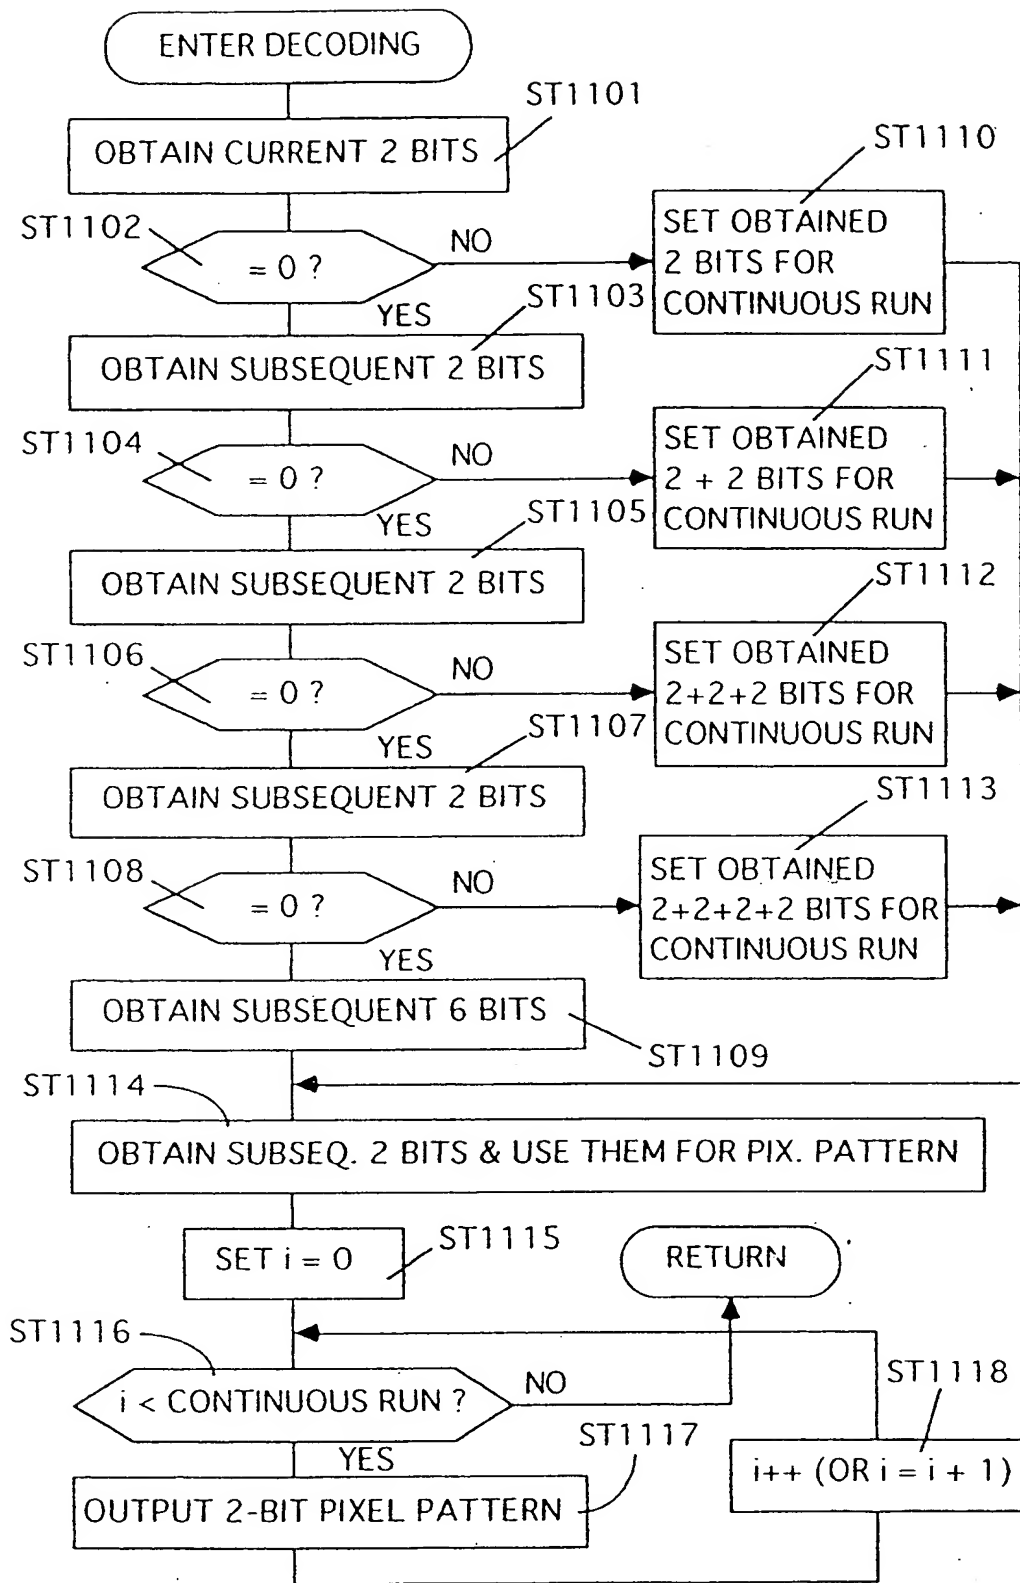 ENTER DECODING
ST1101
OBTAIN CURRENT 2 BITS
ST1110
ST1102
= 0 ?
NO
SET OBTAINED
2 BITS FOR
CONTINUOUS RUN
YES
ST1103
OBTAIN SUBSEQUENT 2 BITS
ST1111
ST1104
= 0 ?
NO
SET OBTAINED
2 + 2 BITS FOR
CONTINUOUS RUN
YES
ST1105
OBTAIN SUBSEQUENT 2 BITS
ST1112
ST1106
= 0 ?
NO
SET OBTAINED
2+2+2 BITS FOR
CONTINUOUS RUN
YES
ST1107
OBTAIN SUBSEQUENT 2 BITS
ST1113
ST1108
= 0 ?
NO
SET OBTAINED
2+2+2+2 BITS FOR
CONTINUOUS RUN
YES
OBTAIN SUBSEQUENT 6 BITS
ST1109
ST1114
OBTAIN SUBSEQ. 2 BITS & USE THEM FOR PIX. PATTERN
SET i = 0
ST1115
RETURN
ST1116
i < CONTINUOUS RUN ?
NO
ST1118
YES
ST1117
i++ (OR i = i + 1)
OUTPUT 2-BIT PIXEL PATTERN